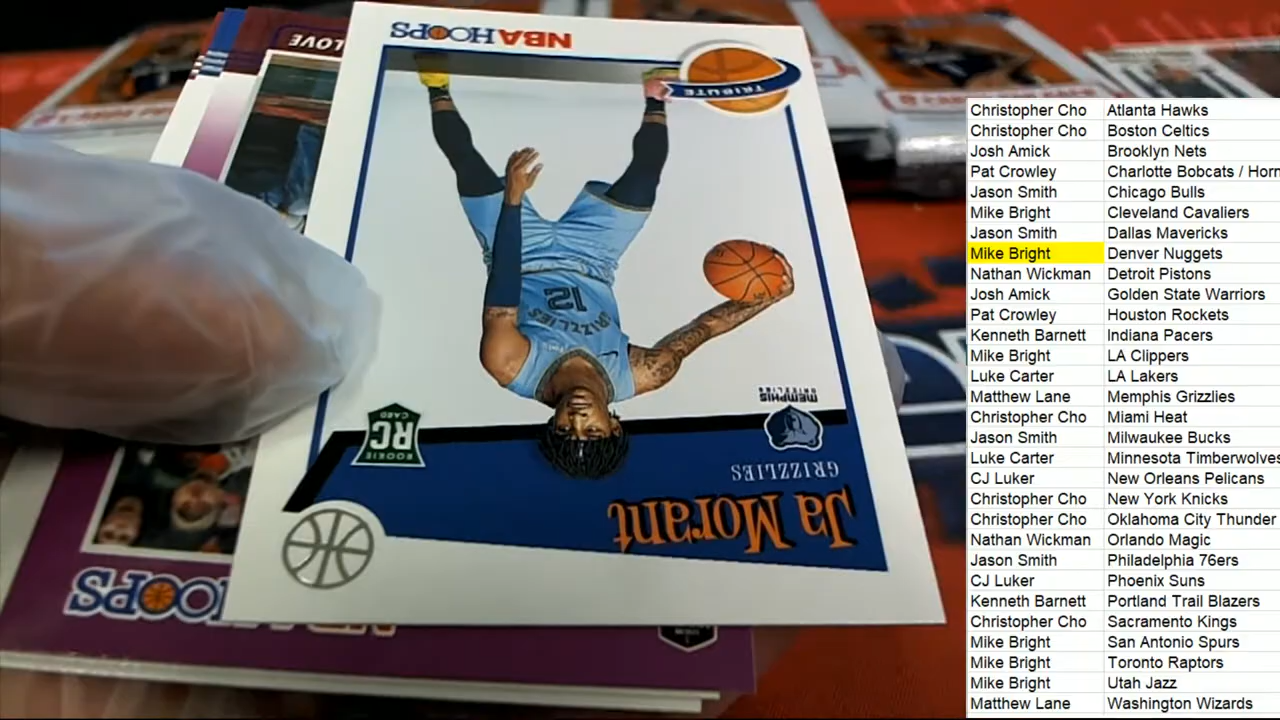 NBA HOOPS
TRIBUTE
LOVE
12
GRIZZLIES
MEMPHIS
GRIZZLIES
RC
ROOKIE
CARD
GRIZZLIES
Ja Morant
HOOPS
Christopher Cho Atlanta Hawks
Christopher Cho Boston Celtics
Josh Amick Brooklyn Nets
Pat Crowley Charlotte Bobcats / Horn
Jason Smith Chicago Bulls
Mike Bright Cleveland Cavaliers
Jason Smith Dallas Mavericks
Mike Bright Denver Nuggets
Nathan Wickman Detroit Pistons
Josh Amick Golden State Warriors
Pat Crowley Houston Rockets
Kenneth Barnett Indiana Pacers
Mike Bright LA Clippers
Luke Carter LA Lakers
Matthew Lane Memphis Grizzlies
Christopher Cho Miami Heat
Jason Smith Milwaukee Bucks
Luke Carter Minnesota Timberwolves
CJ Luker New Orleans Pelicans
Christopher Cho New York Knicks
Christopher Cho Oklahoma City Thunder
Nathan Wickman Orlando Magic
Jason Smith Philadelphia 76ers
CJ Luker Phoenix Suns
Kenneth Barnett Portland Trail Blazers
Christopher Cho Sacramento Kings
Mike Bright San Antonio Spurs
Mike Bright Toronto Raptors
Mike Bright Utah Jazz
Matthew Lane Washington Wizards